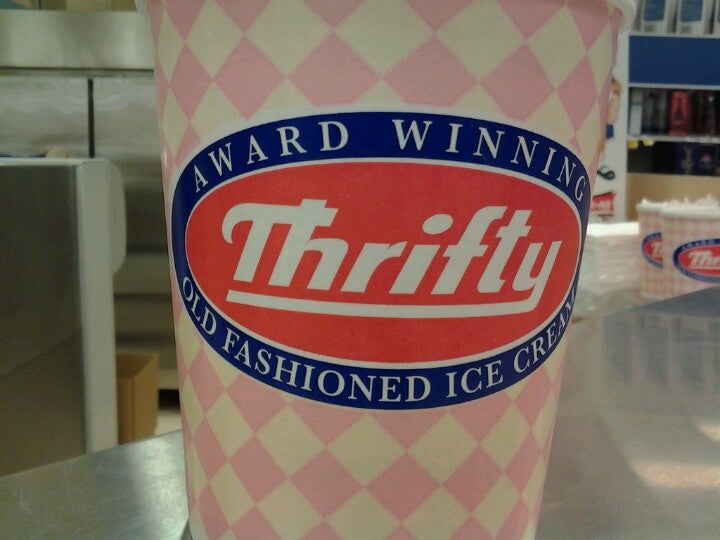 AWARD WINNING
Thrifty
OLD FASHIONED ICE CREAM